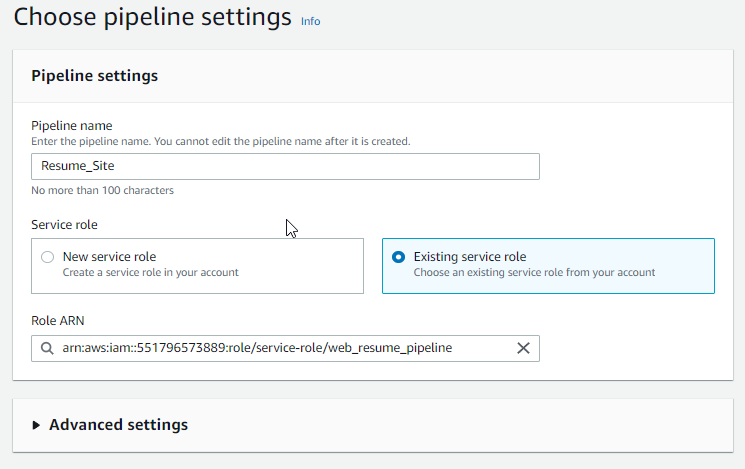 Choose pipeline settings Info
Pipeline settings
Pipeline name
Enter the pipeline name. You cannot edit the pipeline name after it is created.
Resume_Site
No more than 100 characters
Service role
New service role
Create a service role in your account
Existing service role
Choose an existing service role from your account
Role ARN
arn:aws:iam::551796573889:role/service-role/web_resume_pipeline
Advanced settings